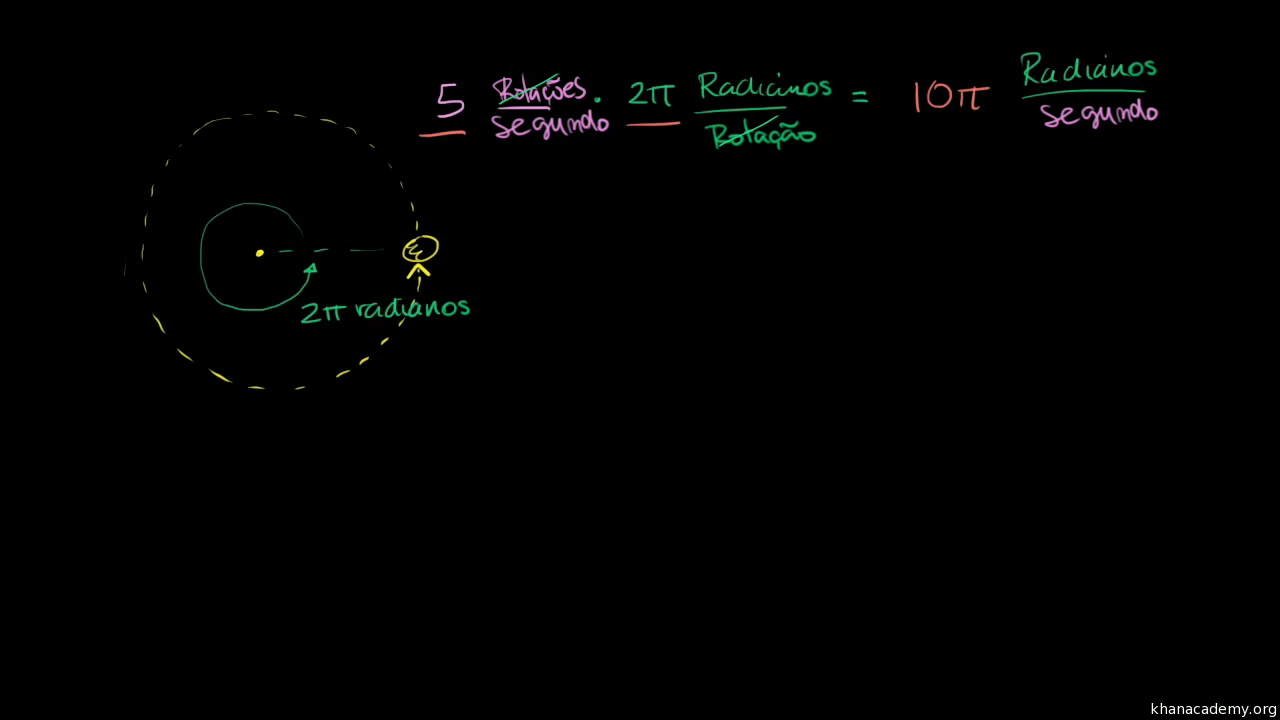 5 Rotações/segundo · 2π Radianos/Rotação = 10π Radianos/segundo
2π radianos
khanacademy.org